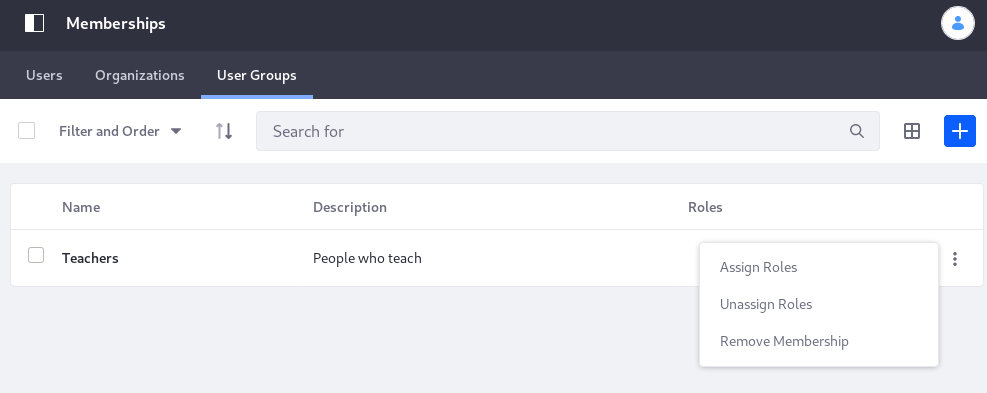 Memberships
Users Organizations User Groups
Filter and Order Search for
Name Description Roles
Teachers People who teach
Assign Roles
Unassign Roles
Remove Membership